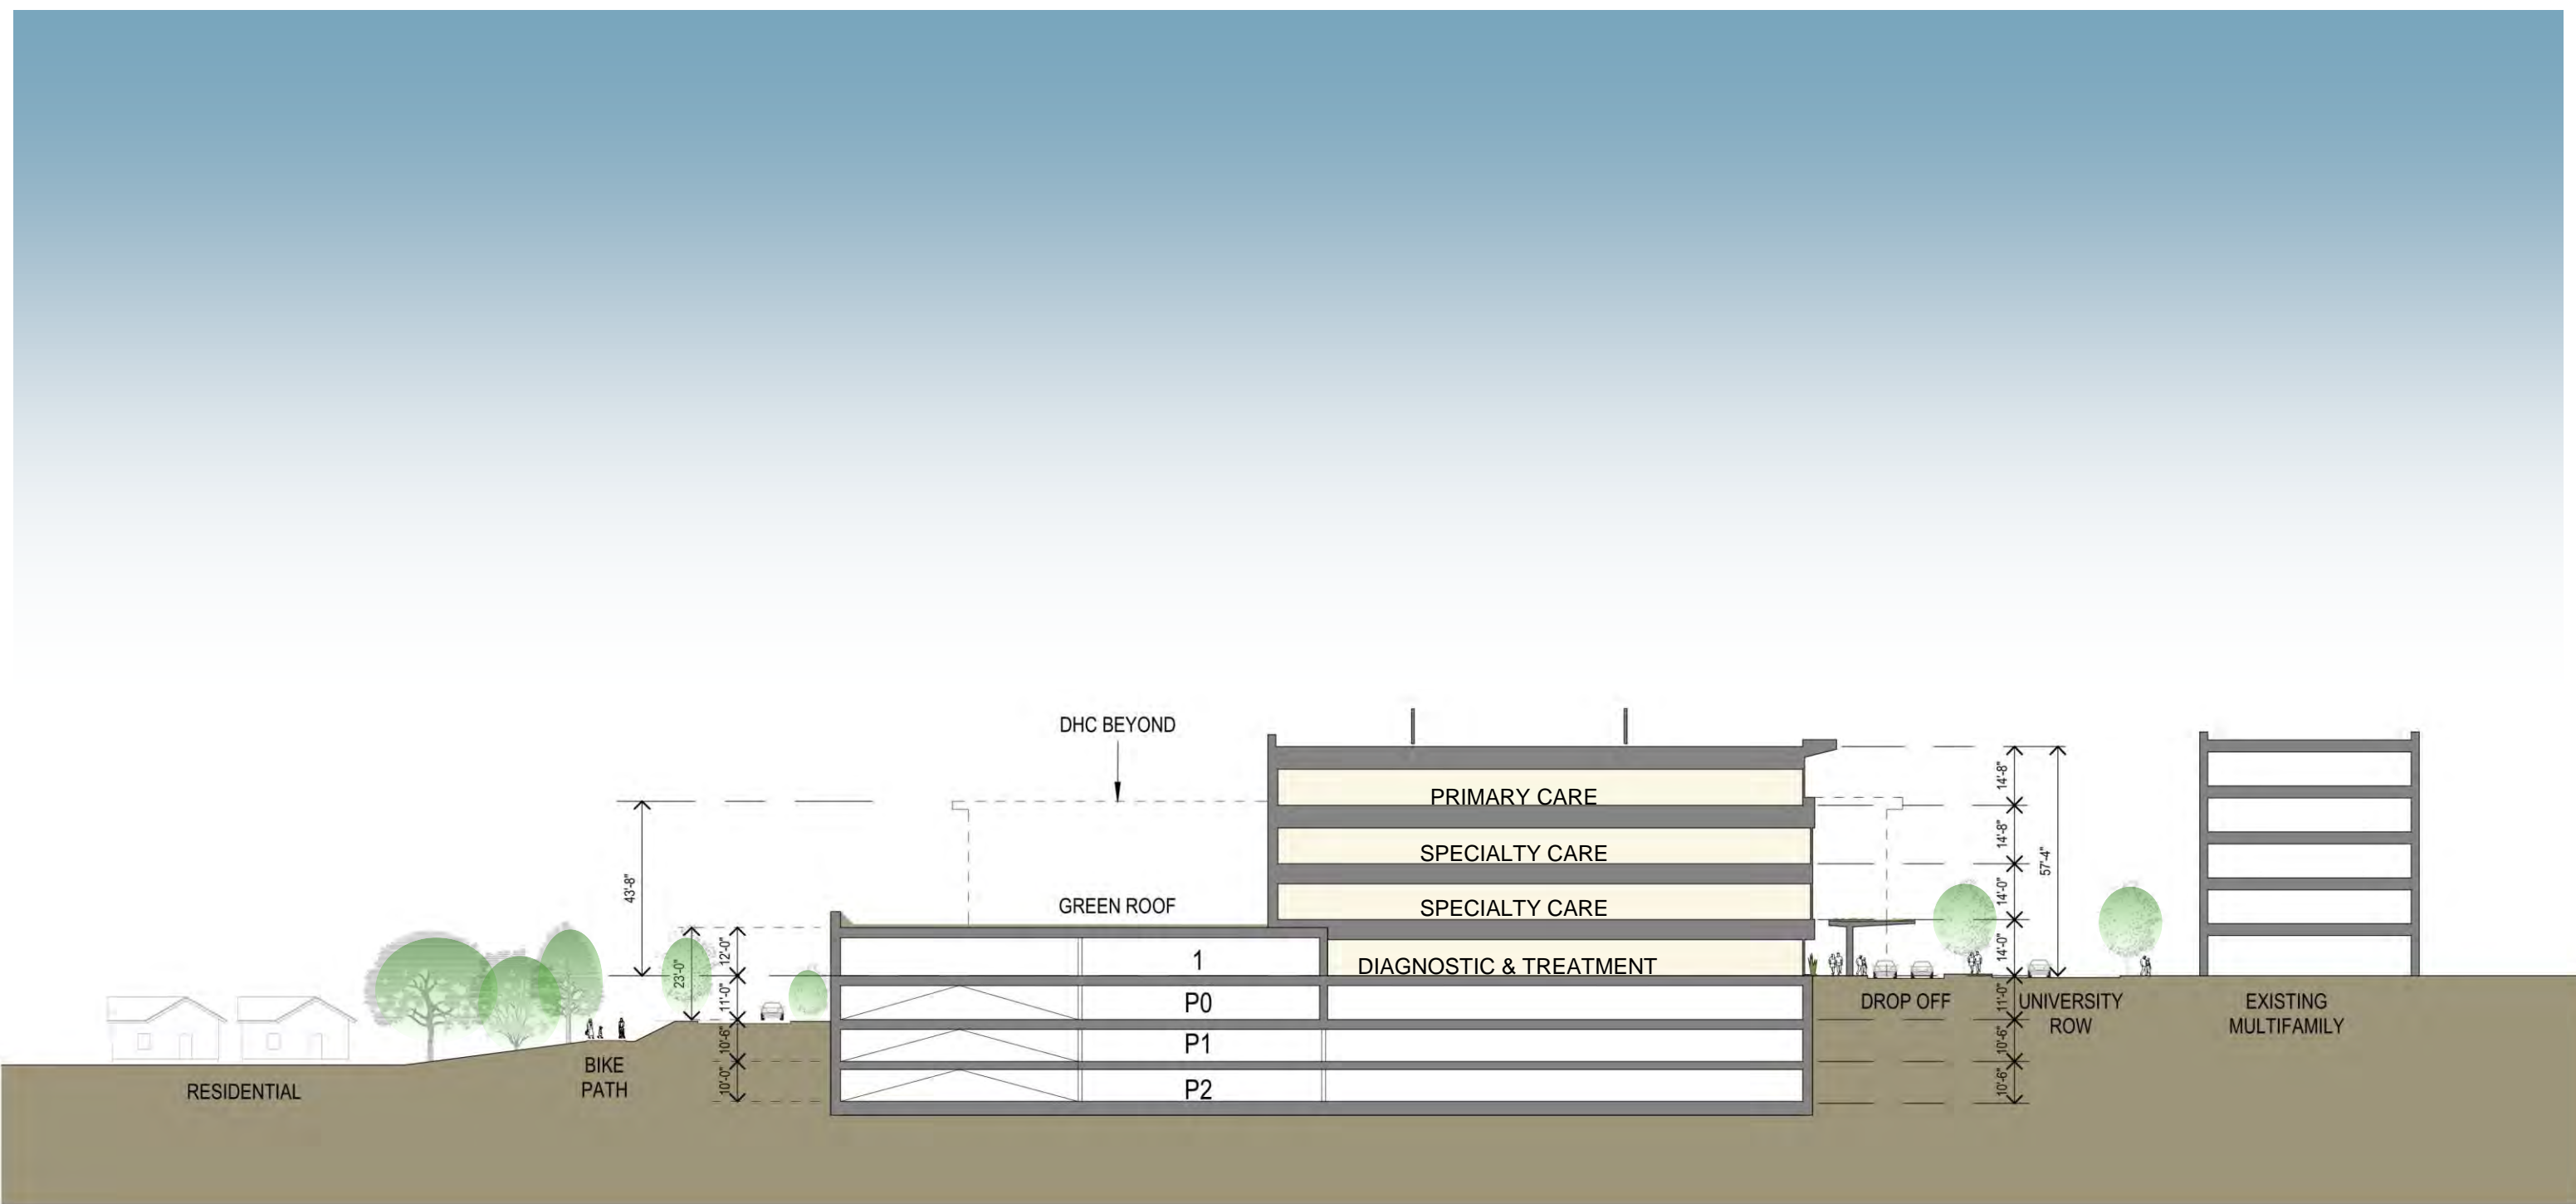 DHC BEYOND
PRIMARY CARE
SPECIALTY CARE
SPECIALTY CARE
DIAGNOSTIC & TREATMENT
GREEN ROOF
1
P0
P1
P2
43'-8"
23'-0"
12'-0"
11'-0"
10'-6"
10'-0"
14'-8"
14'-8"
14'-0"
14'-0"
57'-4"
11'-0"
10'-6"
10'-6"
RESIDENTIAL
BIKE
PATH
DROP OFF
UNIVERSITY
ROW
EXISTING
MULTIFAMILY